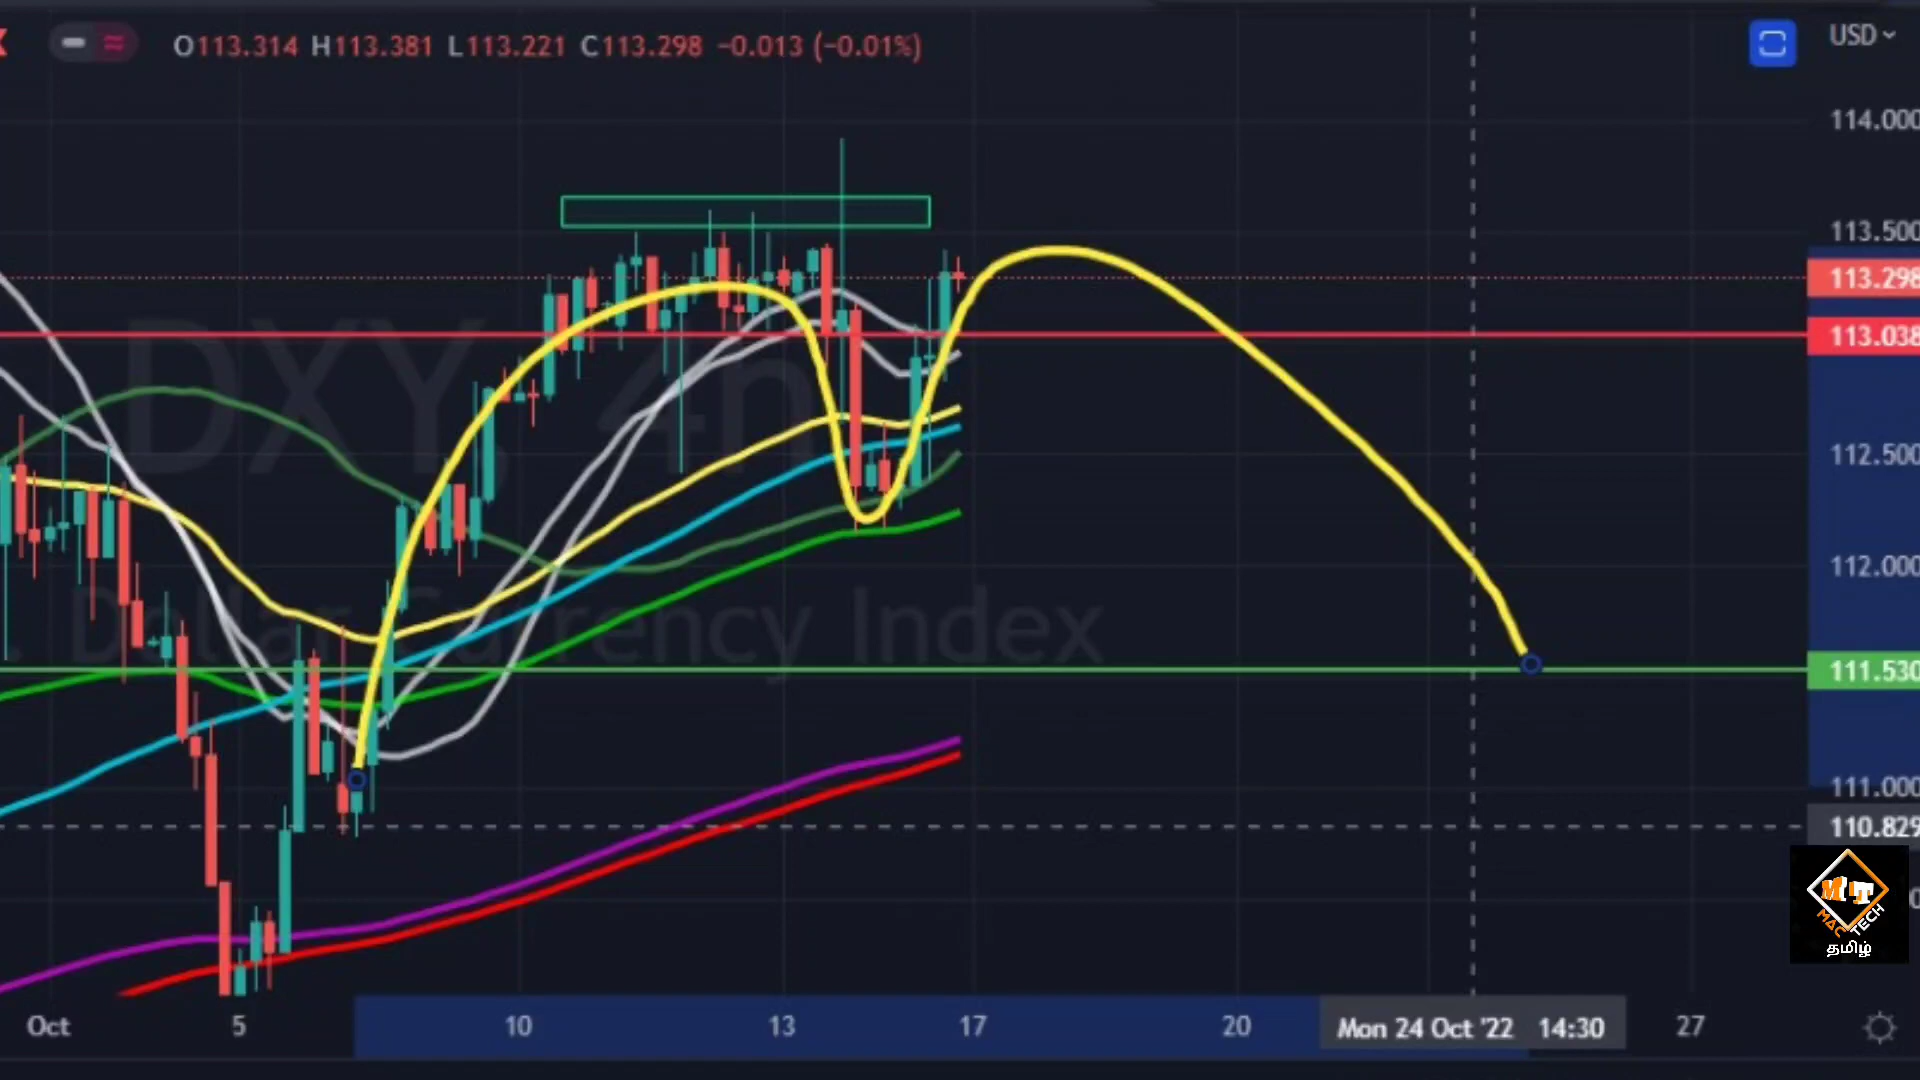 O113.314 H113.381 L113.221 C113.298 −0.013 (−0.01%)
USD
114.000
113.500
113.298
113.038
DXY, 4h
112.500
112.000
Dollar Currency Index
111.530
111.000
110.829
MT
MAC TECH
தமிழ்
Oct 5 10 13 17 20 Mon 24 Oct '22 14:30 27